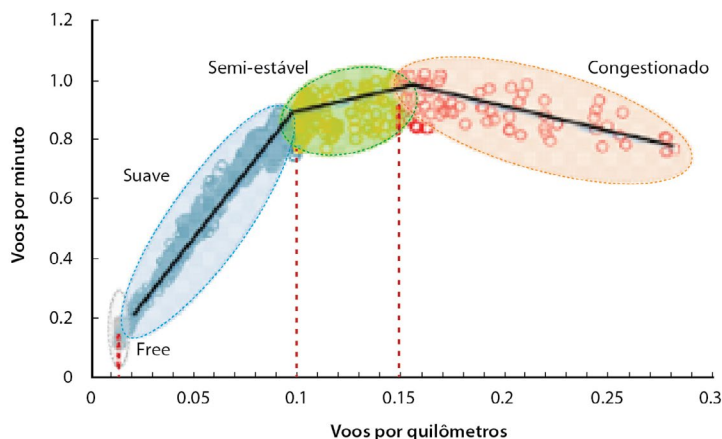 1.2
Semi-estável
Congestionado
1.0
0.8
Suave
0.6
Voos por minuto
0.4
0.2
Free
0
0
0.05
0.1
0.15
0.2
0.25
0.3
Voos por quilômetros